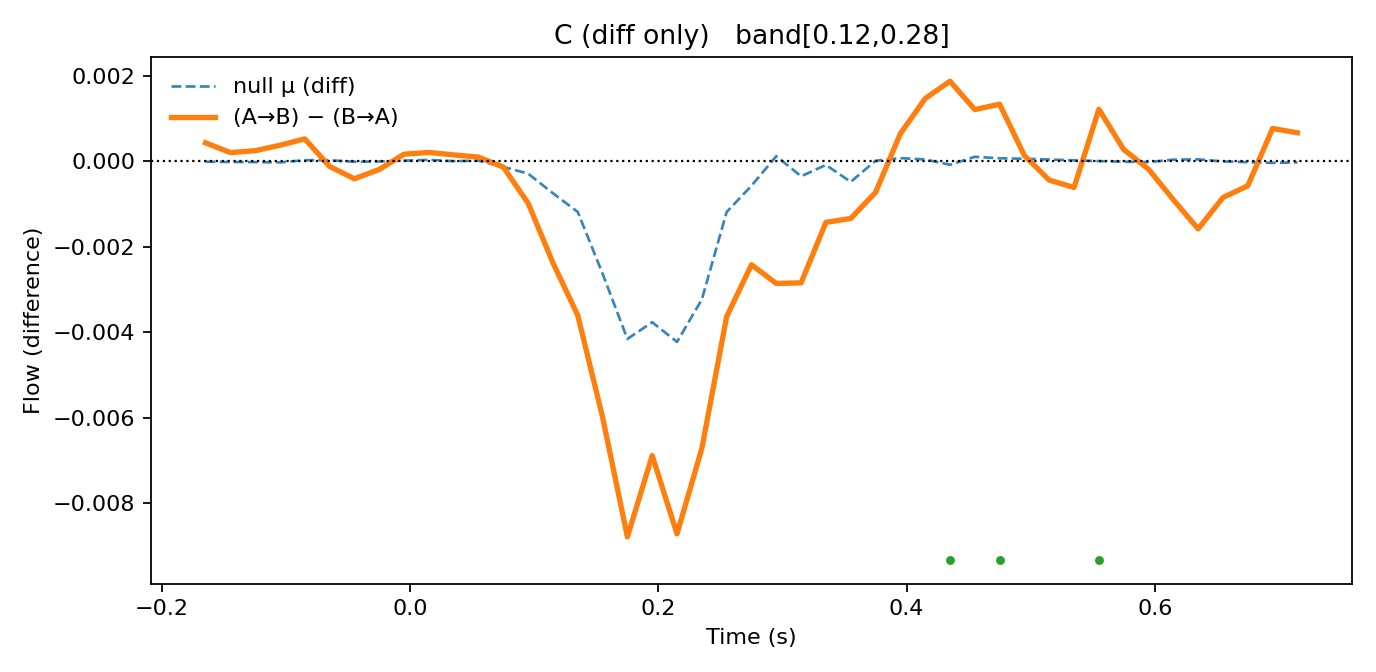 C (diff only)   band[0.12,0.28]
null μ (diff)
(A→B) − (B→A)
Flow (difference)
0.002
0.000
−0.002
−0.004
−0.006
−0.008
−0.2
0.0
0.2
0.4
0.6
Time (s)